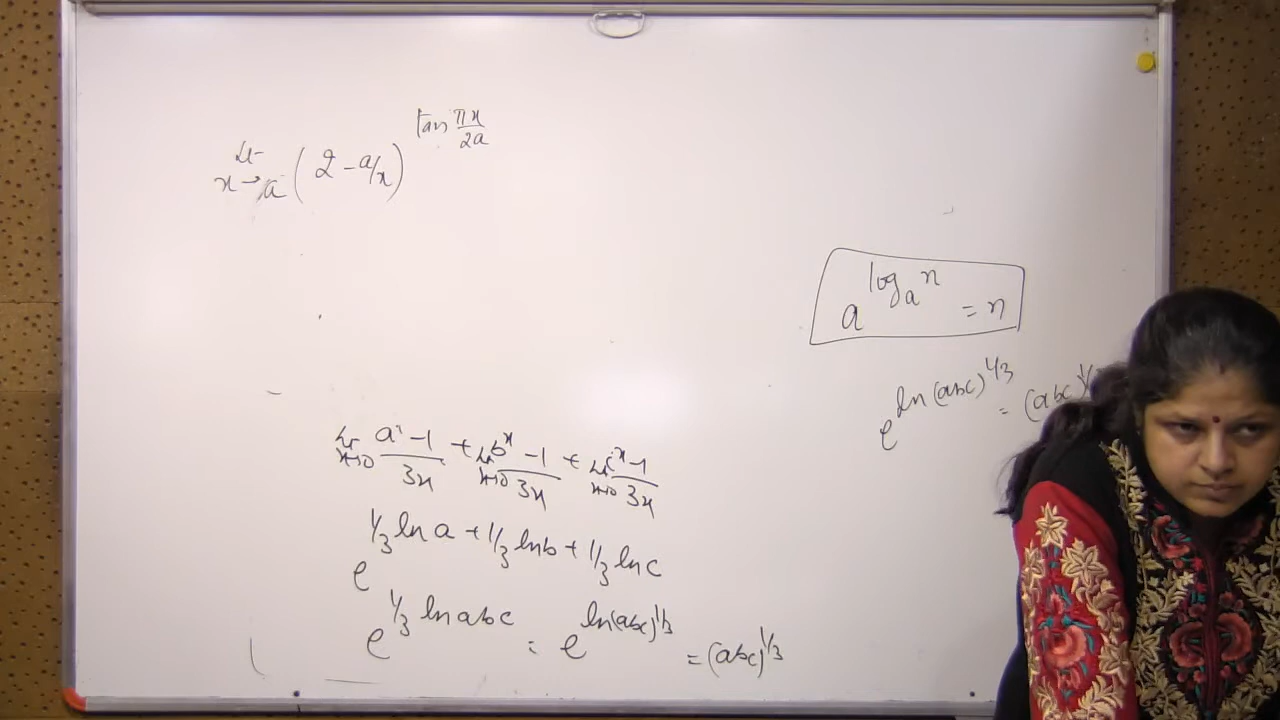 Lt x→a (2 - a/x)^tan πx/2a
a^log_a n = n
e^ln(abc)^1/3 = (abc)^1/
Lt x→0 a^x - 1 / 3x + Lt x→0 b^x - 1 / 3x + Lt x→0 c^x - 1 / 3x
e^1/3 ln a + 1/3 ln b + 1/3 ln c
e^1/3 ln abc = e^ln(abc)^1/3 = (abc)^1/3